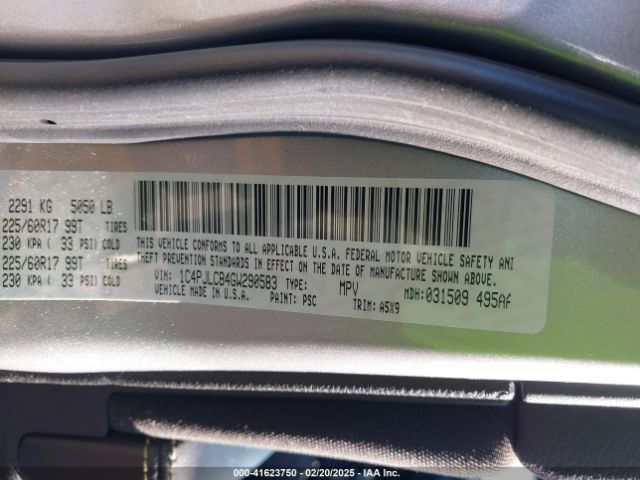 2291 KG 5050 LB
225/60R17 99T TIRES
230 KPA ( 33 PSI) COLD
225/60R17 99T TIRES
230 KPA ( 33 PSI) COLD
THIS VEHICLE CONFORMS TO ALL APPLICABLE U.S.A. FEDERAL MOTOR VEHICLE SAFETY AND
THEFT PREVENTION STANDARDS IN EFFECT ON THE DATE OF MANUFACTURE SHOWN ABOVE.
VIN: 1C4PJLCB4GW290583 TYPE: MPV MDH: 031509 495AF
VEHICLE MADE IN U.S.A. PAINT: PSC TRIM: A5X9
000-41623750 — 02/20/2025 — IAA Inc.